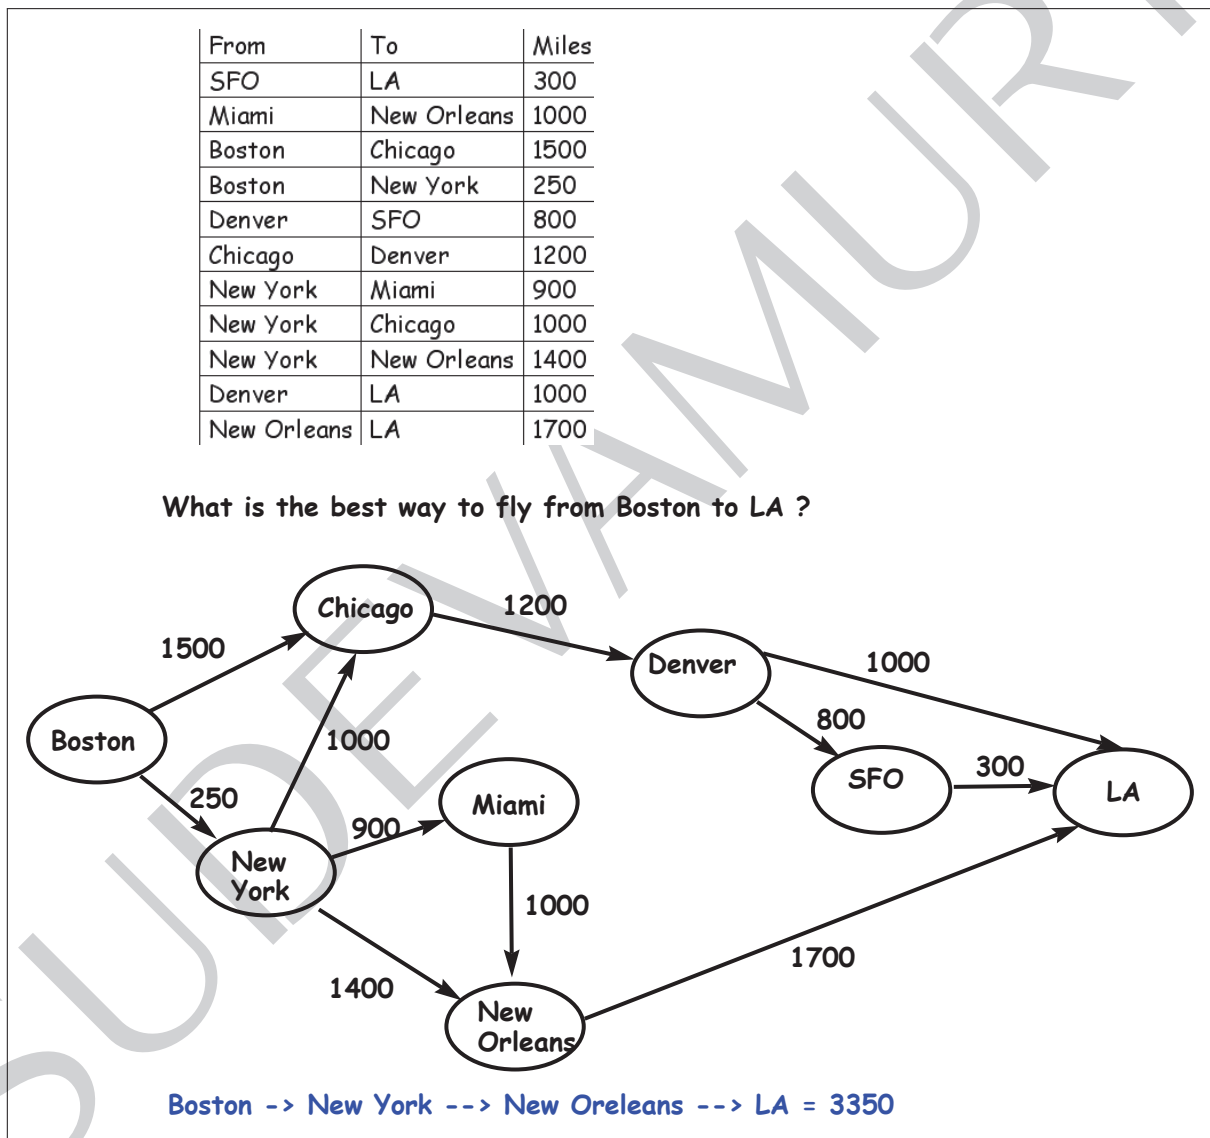 From To Miles
SFO LA 300
Miami New Orleans 1000
Boston Chicago 1500
Boston New York 250
Denver SFO 800
Chicago Denver 1200
New York Miami 900
New York Chicago 1000
New York New Orleans 1400
Denver LA 1000
New Orleans LA 1700
What is the best way to fly from Boston to LA ?
Chicago
1200
1500
Denver
1000
Boston
1000
800
SFO
300
LA
250
Miami
900
New
York
1000
1700
1400
New
Orleans
Boston -> New York --> New Oreleans --> LA = 3350